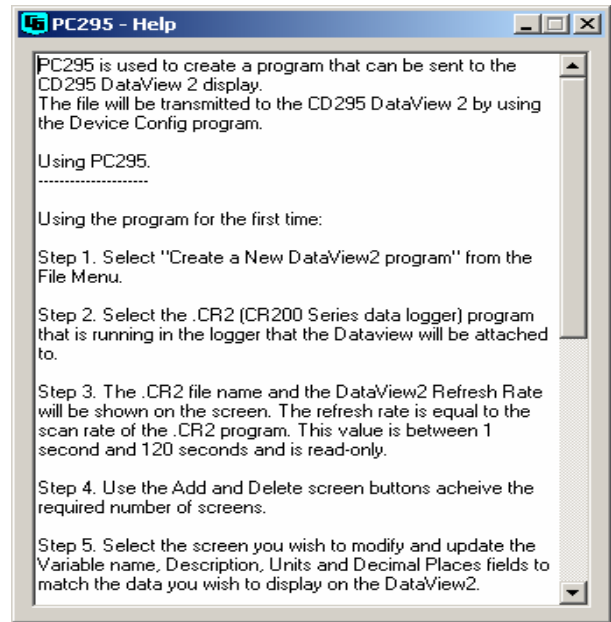 PC295 - Help
PC295 is used to create a program that can be sent to the
CD295 DataView 2 display.
The file will be transmitted to the CD295 DataView 2 by using
the Device Config program.
Using PC295.
---------------------
Using the program for the first time:
Step 1. Select "Create a New DataView2 program" from the
File Menu.
Step 2. Select the .CR2 (CR200 Series data logger) program
that is running in the logger that the Dataview will be attached
to.
Step 3. The .CR2 file name and the DataView2 Refresh Rate
will be shown on the screen. The refresh rate is equal to the
scan rate of the .CR2 program. This value is between 1
second and 120 seconds and is read-only.
Step 4. Use the Add and Delete screen buttons acheive the
required number of screens.
Step 5. Select the screen you wish to modify and update the
Variable name, Description, Units and Decimal Places fields to
match the data you wish to display on the DataView2.